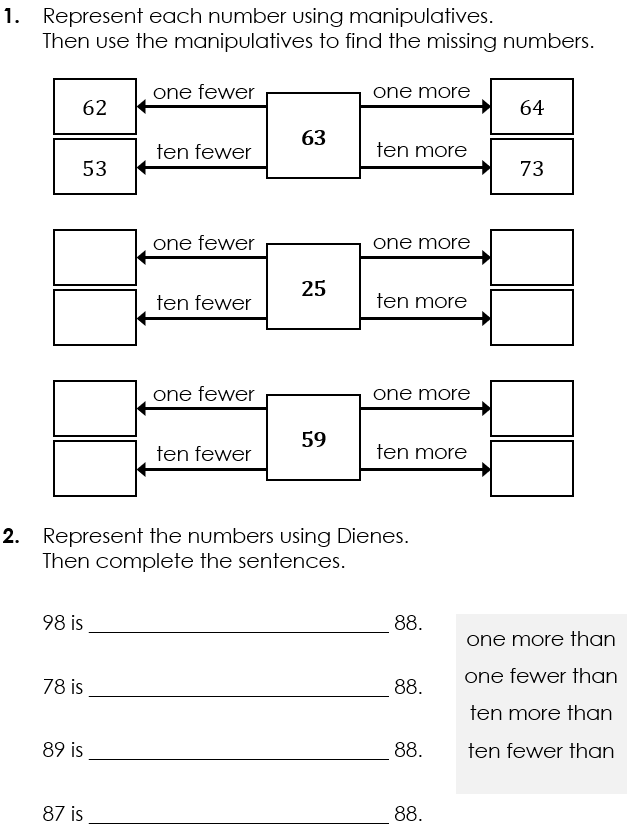 1. Represent each number using manipulatives.
Then use the manipulatives to find the missing numbers.
62 one fewer 63 one more 64
53 ten fewer ten more 73
one fewer 25 one more
ten fewer ten more
one fewer 59 one more
ten fewer ten more
2. Represent the numbers using Dienes.
Then complete the sentences.
98 is ______________________ 88.
78 is ______________________ 88.
89 is ______________________ 88.
87 is ______________________ 88.
one more than
one fewer than
ten more than
ten fewer than